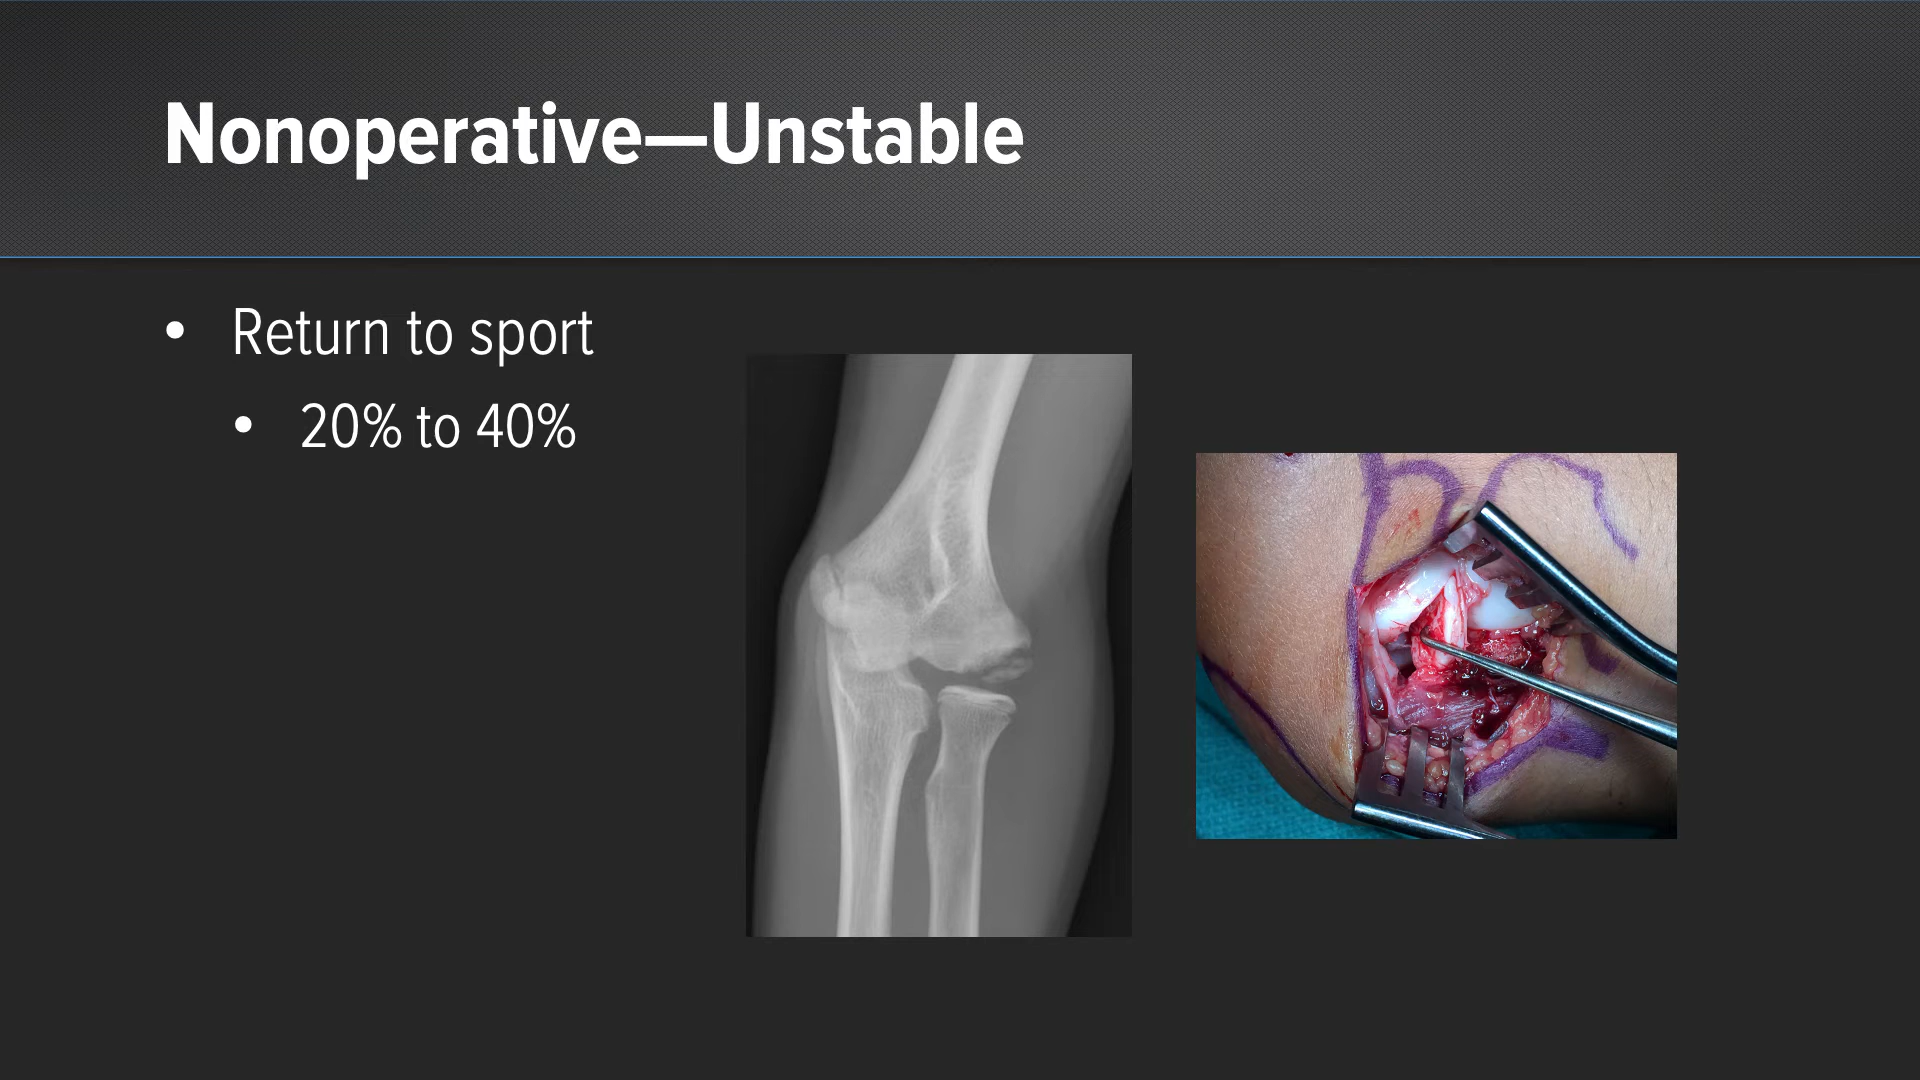 Nonoperative—Unstable
• Return to sport
• 20% to 40%